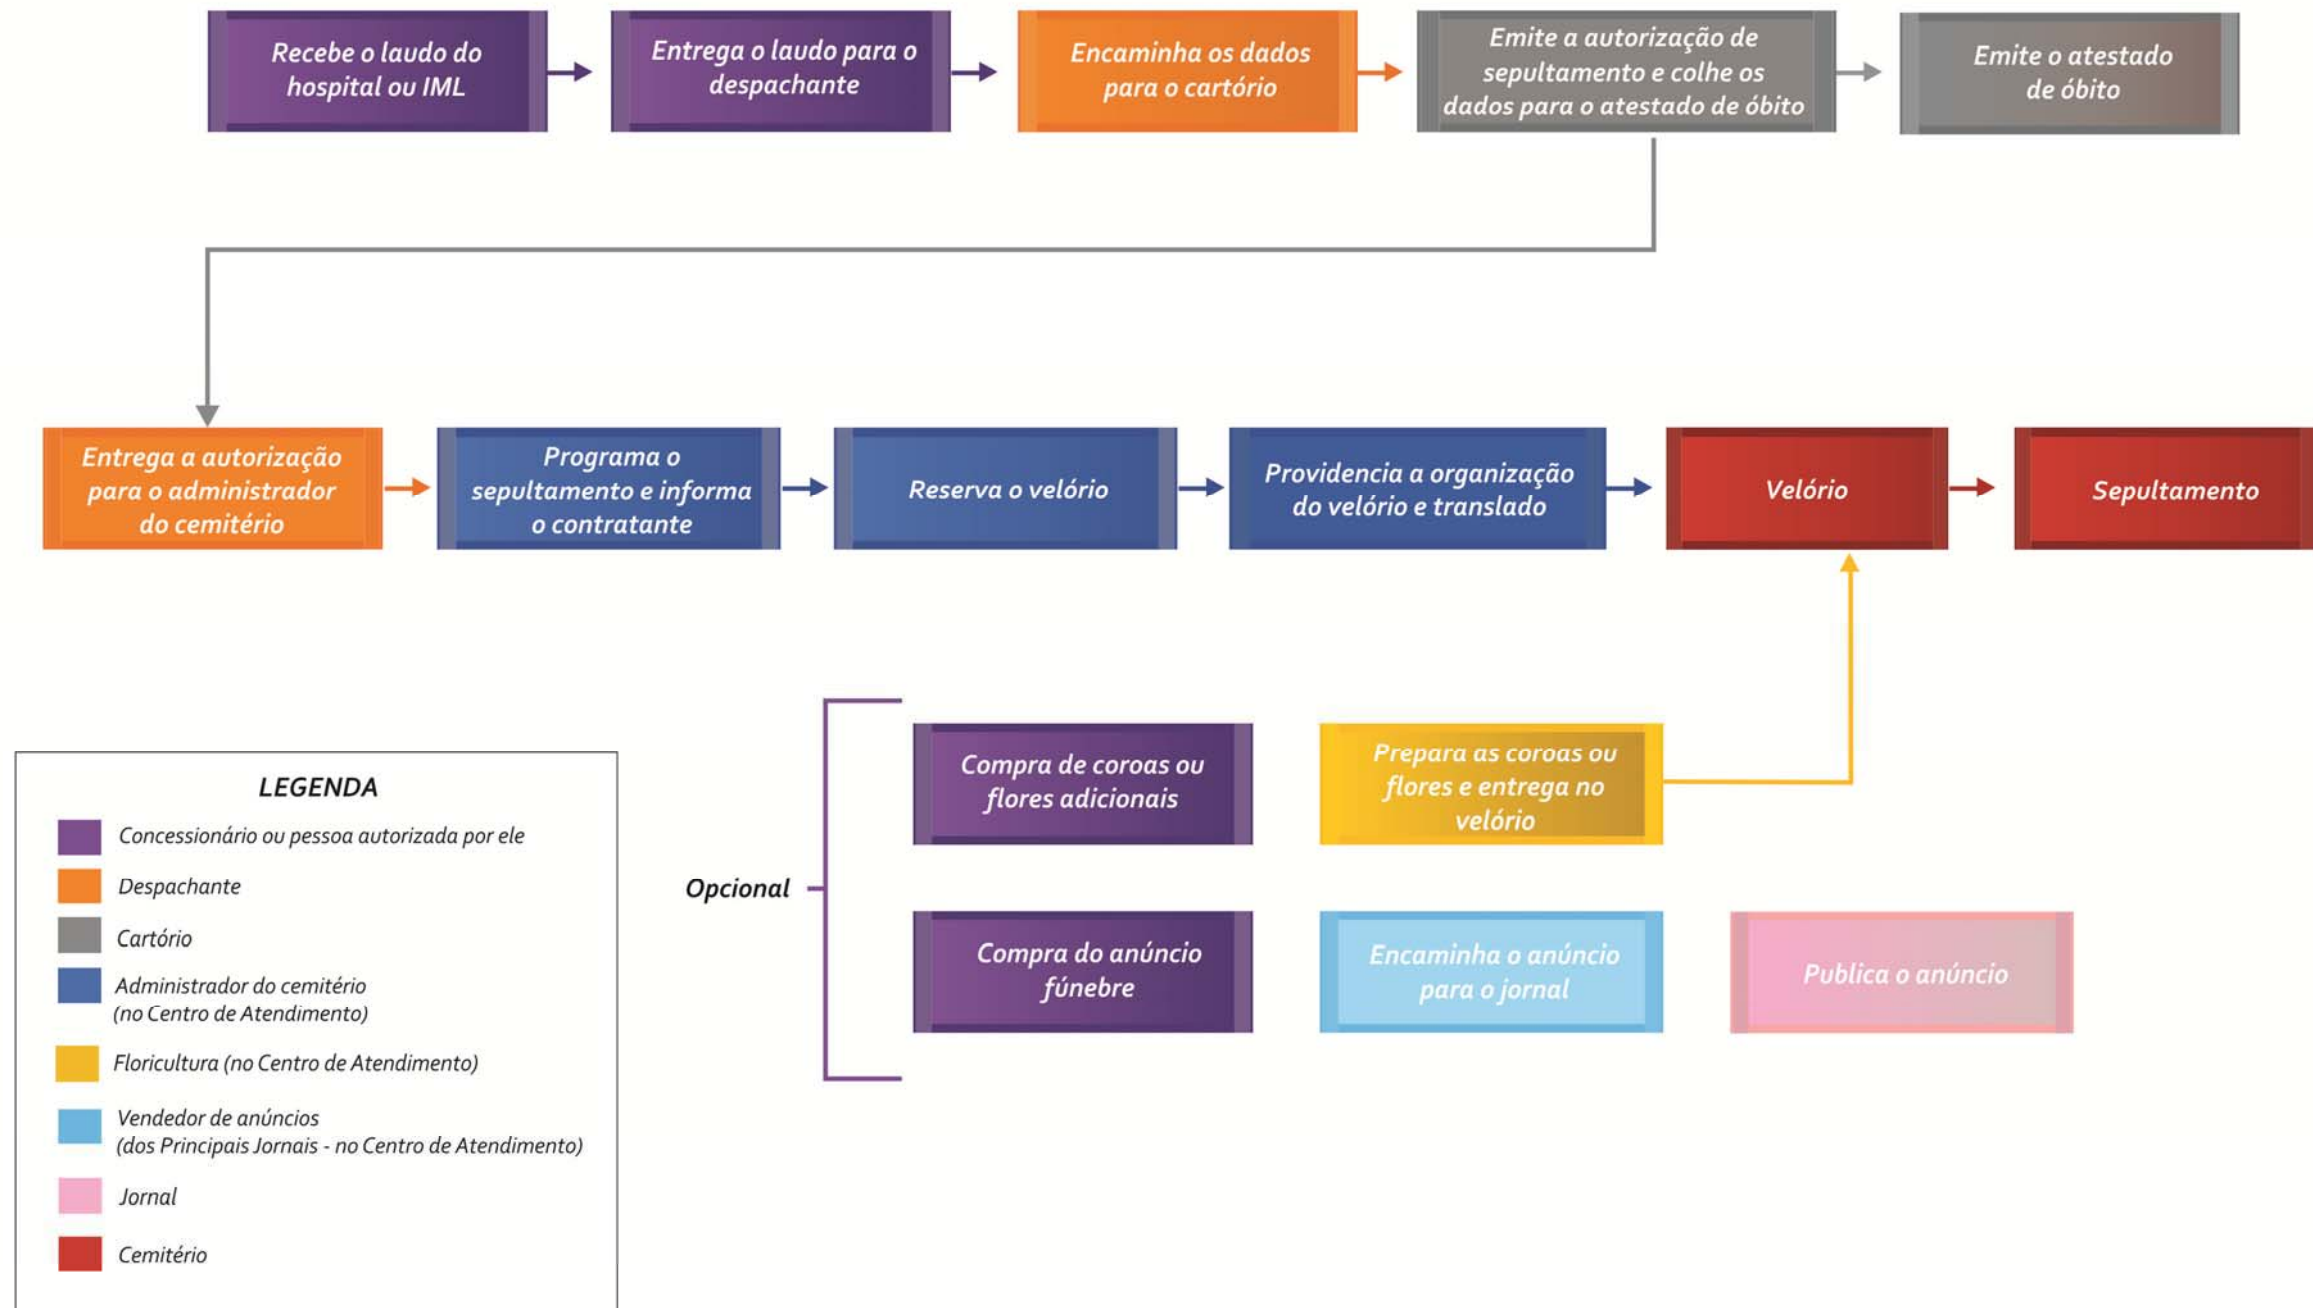 Recebe o laudo do
hospital ou IML
Entrega o laudo para o
despachante
Encaminha os dados
para o cartório
Emite a autorização de
sepultamento e colhe os
dados para o atestado de óbito
Emite o atestado
de óbito
Entrega a autorização
para o administrador
do cemitério
Programa o
sepultamento e informa
o contratante
Reserva o velório
Providencia a organização
do velório e translado
Velório
Sepultamento
Compra de coroas ou
flores adicionais
Prepara as coroas ou
flores e entrega no
velório
Opcional
Compra do anúncio
fúnebre
Encaminha o anúncio
para o jornal
Publica o anúncio
LEGENDA
Concessionário ou pessoa autorizada por ele
Despachante
Cartório
Administrador do cemitério
(no Centro de Atendimento)
Floricultura (no Centro de Atendimento)
Vendedor de anúncios
(dos Principais Jornais - no Centro de Atendimento)
Jornal
Cemitério